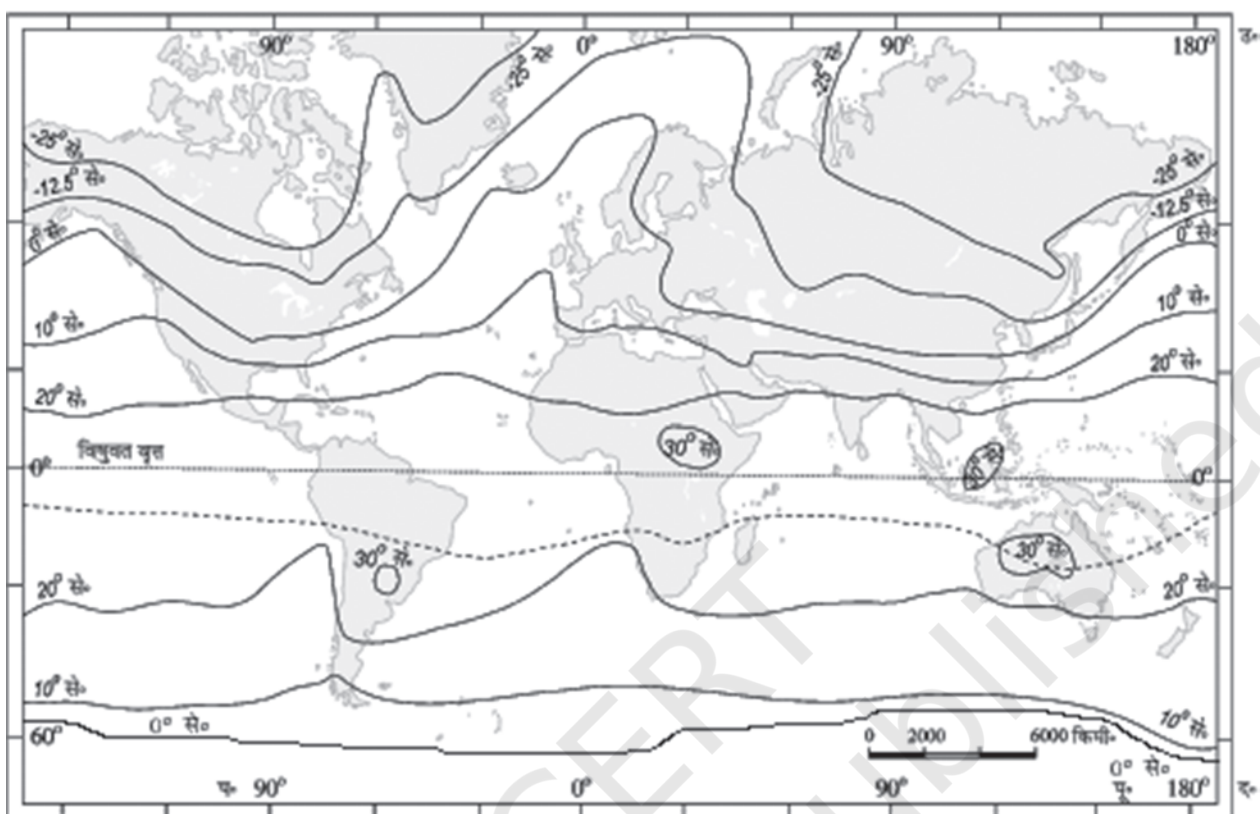 90° 0° 90° 180° उ॰
-25° से॰ -25° से॰
-25° से॰ -25° से॰
-12.5° से॰ -12.5° से॰
0° से॰ 0° से॰
10° से॰ 10° से॰
20° से॰ 20° से॰
30° से॰
विषुवत वृत्त
0° 0°
30° से॰ 30° से॰
20° से॰ 20° से॰
10° से॰ 10° से॰
0° से॰
60° 0 2000 6000 किमी॰
0° से॰
प॰ 90° 0° 90° पू॰ 180° द॰